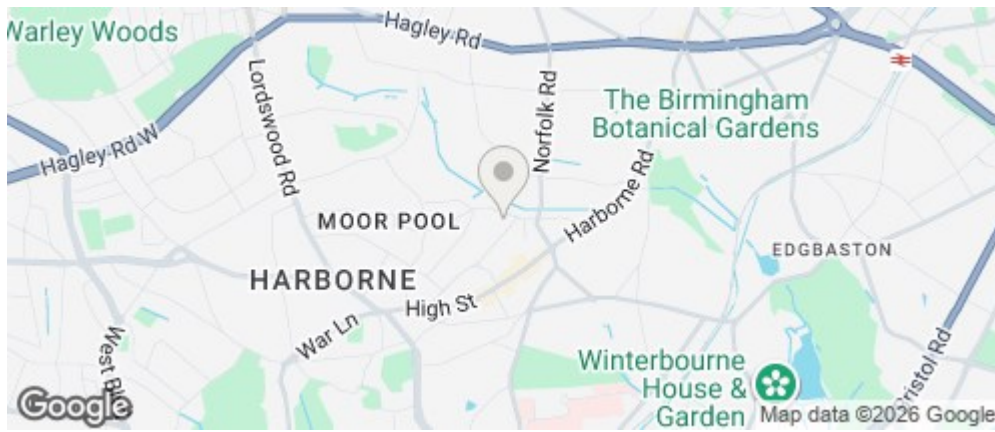 Warley Woods
Hagley Rd
Lordswood Rd
Norfolk Rd
The Birmingham
Botanical Gardens
Hagley Rd W
Harborne Rd
MOOR POOL
EDGBASTON
HARBORNE
High St
War Ln
Winterbourne
House &
Garden
Bristol Rd
Google
Map data ©2026 Google